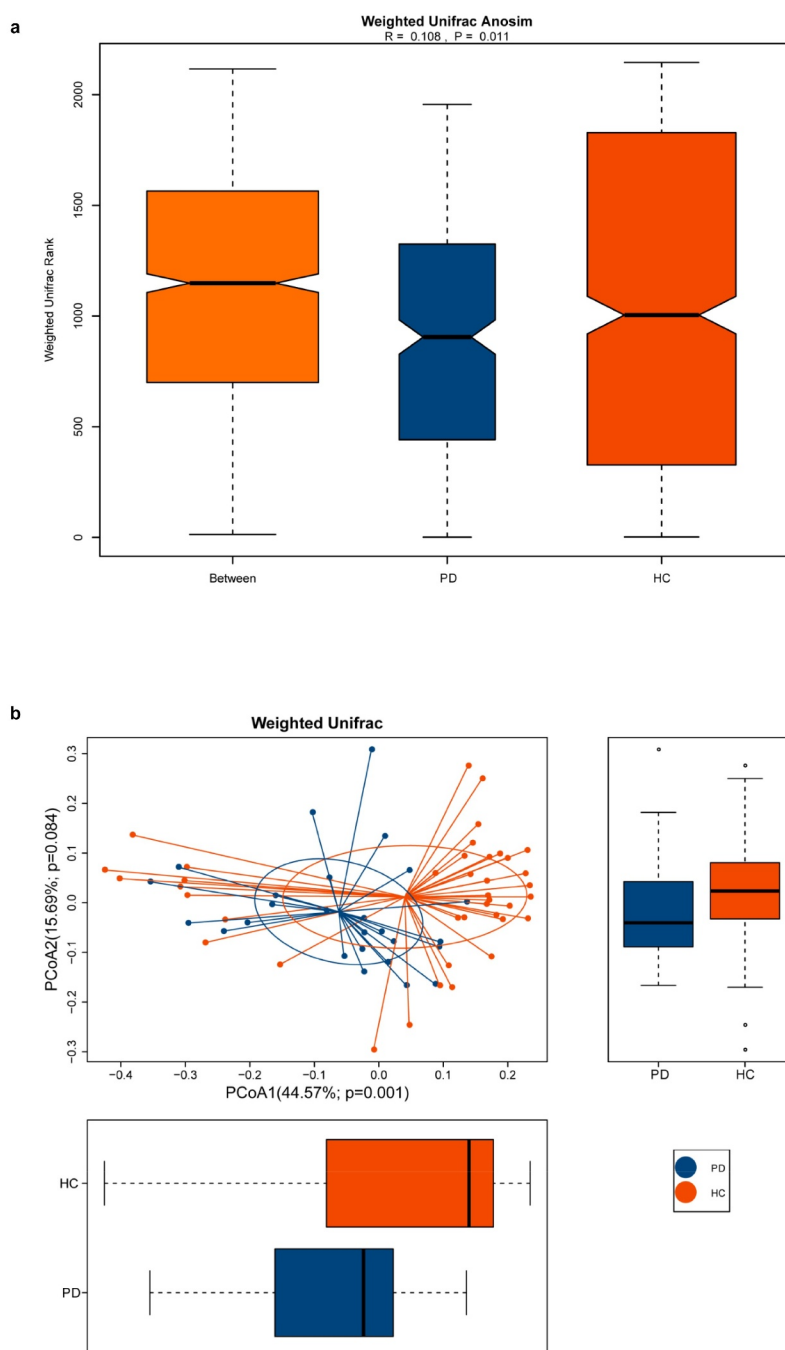 a
Weighted Unifrac Anosim
R = 0.108 , P = 0.011
Weighted Unifrac Rank
2000
1500
1000
500
0
Between PD HC
b
Weighted Unifrac
PCoA2(15.69%; p=0.084)
0.3
0.2
0.1
0.0
−0.1
−0.2
−0.3
−0.4 −0.3 −0.2 −0.1 0.0 0.1 0.2
PCoA1(44.57%; p=0.001)
PD HC
HC
PD
PD
HC